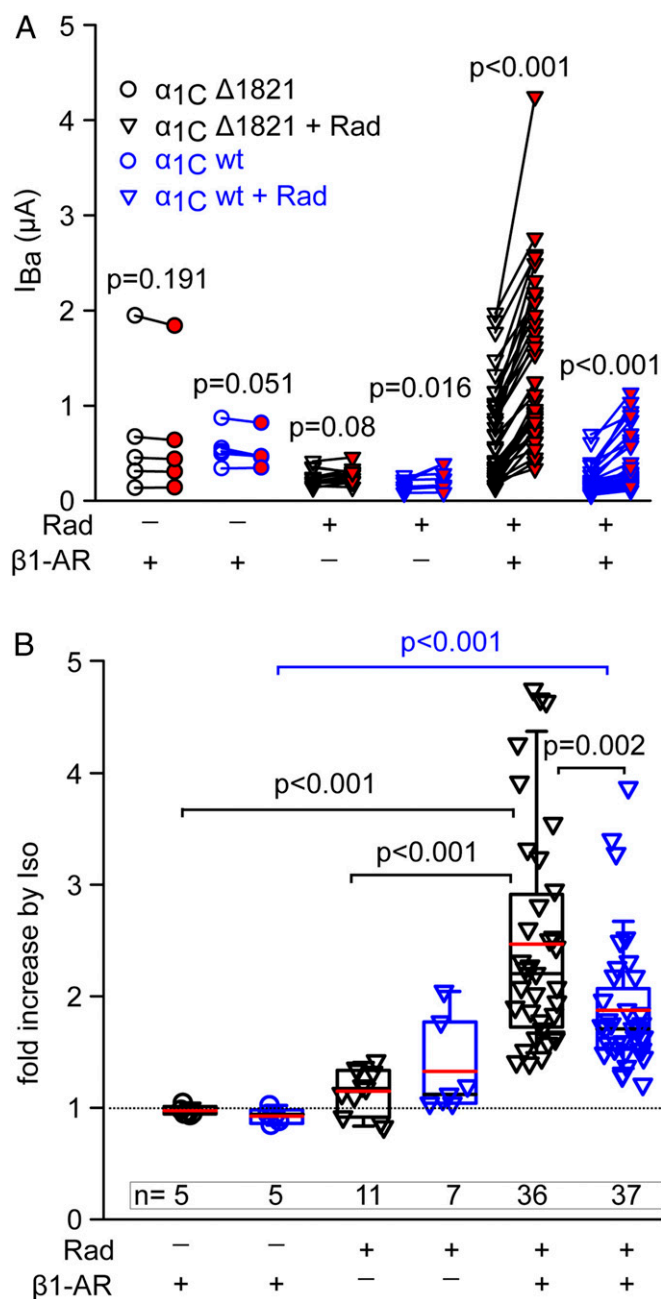 A
5
4
3
2
1
0
I_Ba (μA)
α1C Δ1821
α1C Δ1821 + Rad
α1C wt
α1C wt + Rad
p<0.001
p=0.191
p=0.051
p=0.08
p=0.016
<0.001
Rad − − + + + +
β1-AR + + − − + +
B
5
4
3
2
1
0
fold increase by Iso
p<0.001
p=0.002
p<0.001
p<0.001
n= 5 5 11 7 36 37
Rad − − + + + +
β1-AR + + − − + +